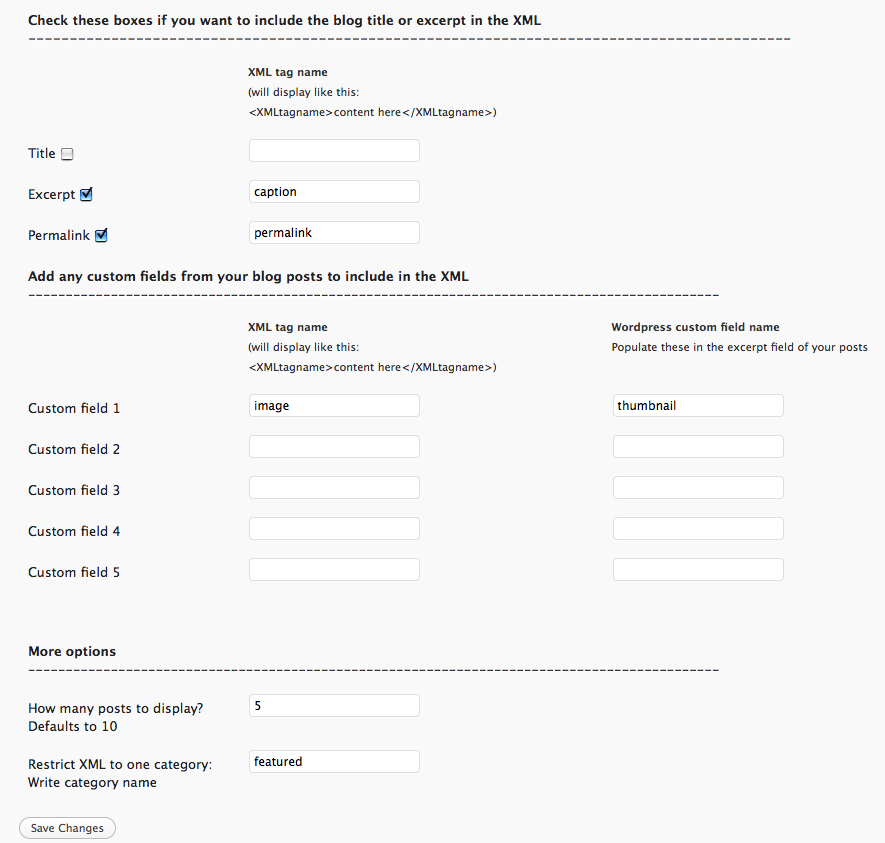 Check these boxes if you want to include the blog title or excerpt in the XML
XML tag name
(will display like this:
<XMLtagname>content here</XMLtagname>)
Title
Excerpt caption
Permalink permalink
Add any custom fields from your blog posts to include in the XML
XML tag name Wordpress custom field name
(will display like this: Populate these in the excerpt field of your posts
<XMLtagname>content here</XMLtagname>)
Custom field 1 image thumbnail
Custom field 2
Custom field 3
Custom field 4
Custom field 5
More options
How many posts to display? 5
Defaults to 10
Restrict XML to one category: featured
Write category name
Save Changes